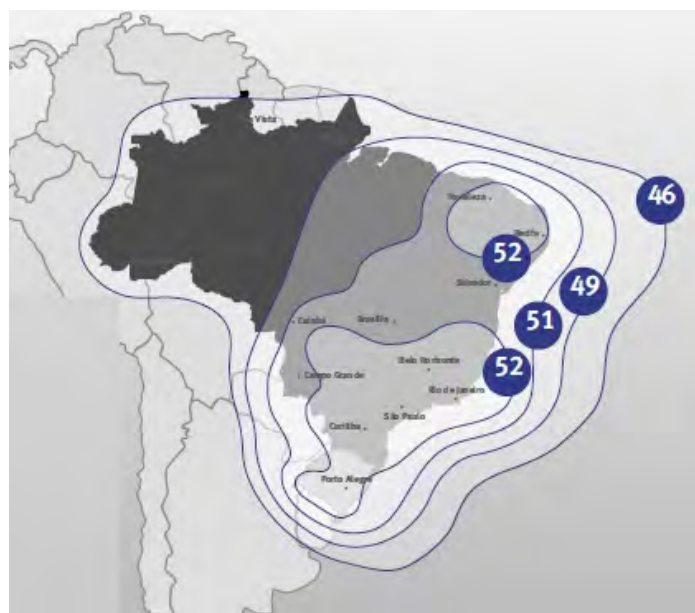 Vista
46
Fortaleza
Recife
52
Salvador
49
Cuiabá
Brasília
51
Belo Horizonte
52
Campo Grande
Rio de Janeiro
São Paulo
Curitiba
Porto Alegre